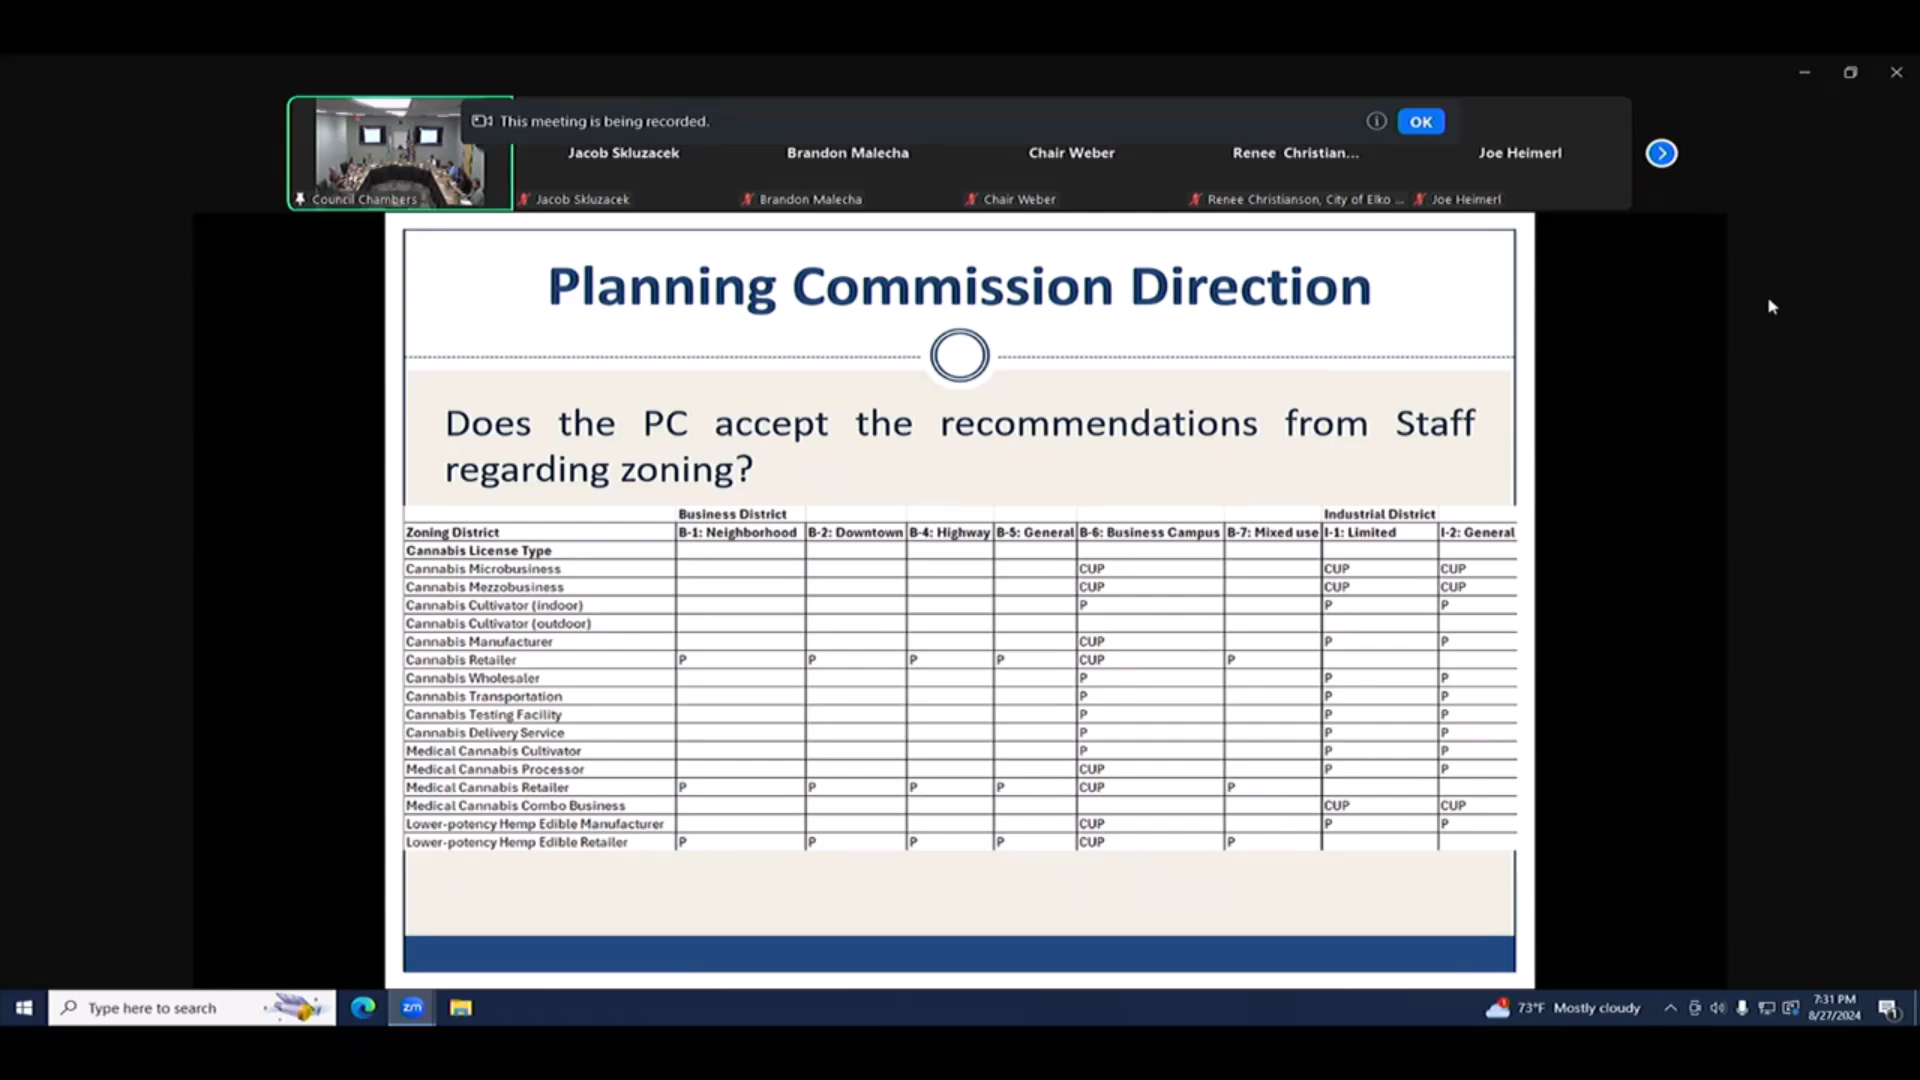 This meeting is being recorded.
OK
Jacob Skluzacek
Brandon Malecha
Chair Weber
Renee Christian...
Joe Heimerl
Council Chambers
Jacob Skluzacek
Brandon Malecha
Chair Weber
Renee Christianson, City of Elko ...
Joe Heimerl
Planning Commission Direction
Does the PC accept the recommendations from Staff
regarding zoning?
Business District Industrial District
Zoning District B-1: Neighborhood B-2: Downtown B-4: Highway B-5: General B-6: Business Campus B-7: Mixed use I-1: Limited I-2: General
Cannabis License Type
Cannabis Microbusiness CUP CUP CUP
Cannabis Mezzobusiness CUP CUP CUP
Cannabis Cultivator (indoor) P P P
Cannabis Cultivator (outdoor)
Cannabis Manufacturer CUP P P
Cannabis Retailer P P P P CUP P
Cannabis Wholesaler P P P
Cannabis Transportation P P P
Cannabis Testing Facility P P P
Cannabis Delivery Service P P P
Medical Cannabis Cultivator P P P
Medical Cannabis Processor CUP P P
Medical Cannabis Retailer P P P P CUP P
Medical Cannabis Combo Business CUP CUP
Lower-potency Hemp Edible Manufacturer CUP P P
Lower-potency Hemp Edible Retailer P P P P CUP P
Type here to search
zm
73°F Mostly cloudy
7:31 PM
8/27/2024
1